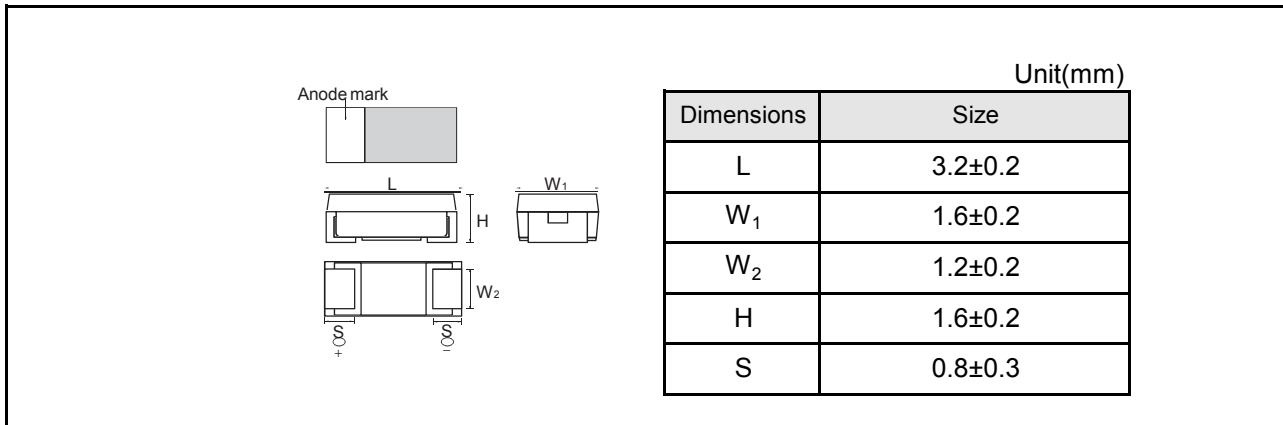 Unit(mm)
Anode mark
L
W1
H
W2
S
S
+
−
Dimensions Size
L 3.2±0.2
W1 1.6±0.2
W2 1.2±0.2
H 1.6±0.2
S 0.8±0.3